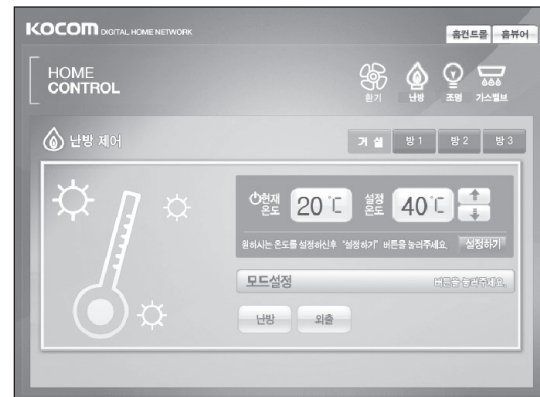 KOCOM DIGITAL HOME NETWORK
홈컨트롤 홈뷰어
HOME
CONTROL
환기 난방 조명 가스밸브
난방 제어
거 실 방 1 방 2 방 3
현재
온도
20 ℃
설정
온도
40 ℃
원하시는 온도를 설정하신후 '설정하기' 버튼을 눌러주세요. 설정하기
모드설정 버튼을 눌러주세요.
난방 외출